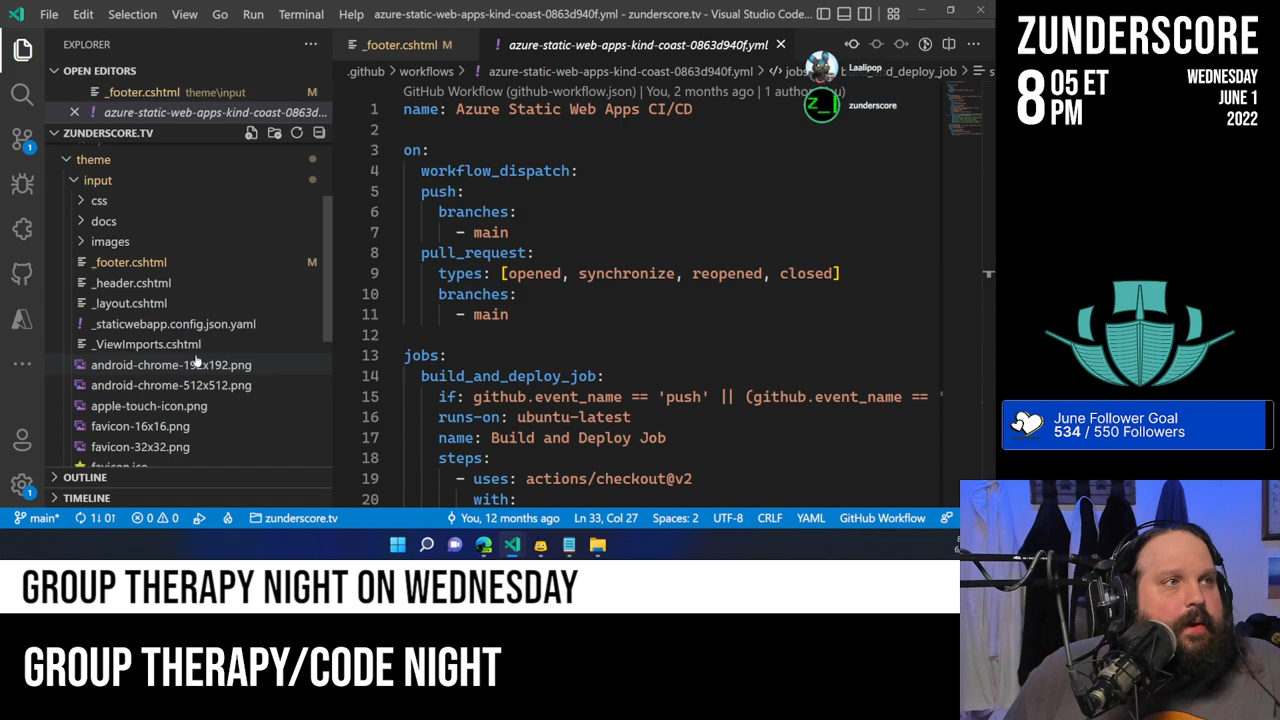 File Edit Selection View Go Run Terminal Help azure-static-web-apps-kind-coast-0863d940f.yml - zunderscore.tv - Visual Studio Code...
EXPLORER
OPEN EDITORS
_footer.cshtml theme\input M
azure-static-web-apps-kind-coast-0863d...
ZUNDERSCORE.TV
theme
input
css
docs
images
_footer.cshtml M
_header.cshtml
_layout.cshtml
_staticwebapp.config.json.yaml
_ViewImports.cshtml
android-chrome-192x192.png
android-chrome-512x512.png
apple-touch-icon.png
favicon-16x16.png
favicon-32x32.png
favicon.ico
OUTLINE
TIMELINE
_footer.cshtml M
azure-static-web-apps-kind-coast-0863d940f.yml
.github > workflows > azure-static-web-apps-kind-coast-0863d940f.yml > jobs
GitHub Workflow (github-workflow.json) | You, 2 months ago | 1 author
1 name: Azure Static Web Apps CI/CD
2
3 on:
4 workflow_dispatch:
5 push:
6 branches:
7 - main
8 pull_request:
9 types: [opened, synchronize, reopened, closed]
10 branches:
11 - main
12
13 jobs:
14 build_and_deploy_job:
15 if: github.event_name == 'push' || (github.event_name == '
16 runs-on: ubuntu-latest
17 name: Build and Deploy Job
18 steps:
19 - uses: actions/checkout@v2
20 with:
Laalipop
zunderscore
main* 1↓ 0↑ 0 0 zunderscore.tv You, 12 months ago Ln 33, Col 27 Spaces: 2 UTF-8 CRLF YAML GitHub Workflow
ZUNDERSCORE
8 05 ET PM
WEDNESDAY
JUNE 1
2022
June Follower Goal
534 / 550 Followers
GROUP THERAPY NIGHT ON WEDNESDAY
GROUP THERAPY/CODE NIGHT